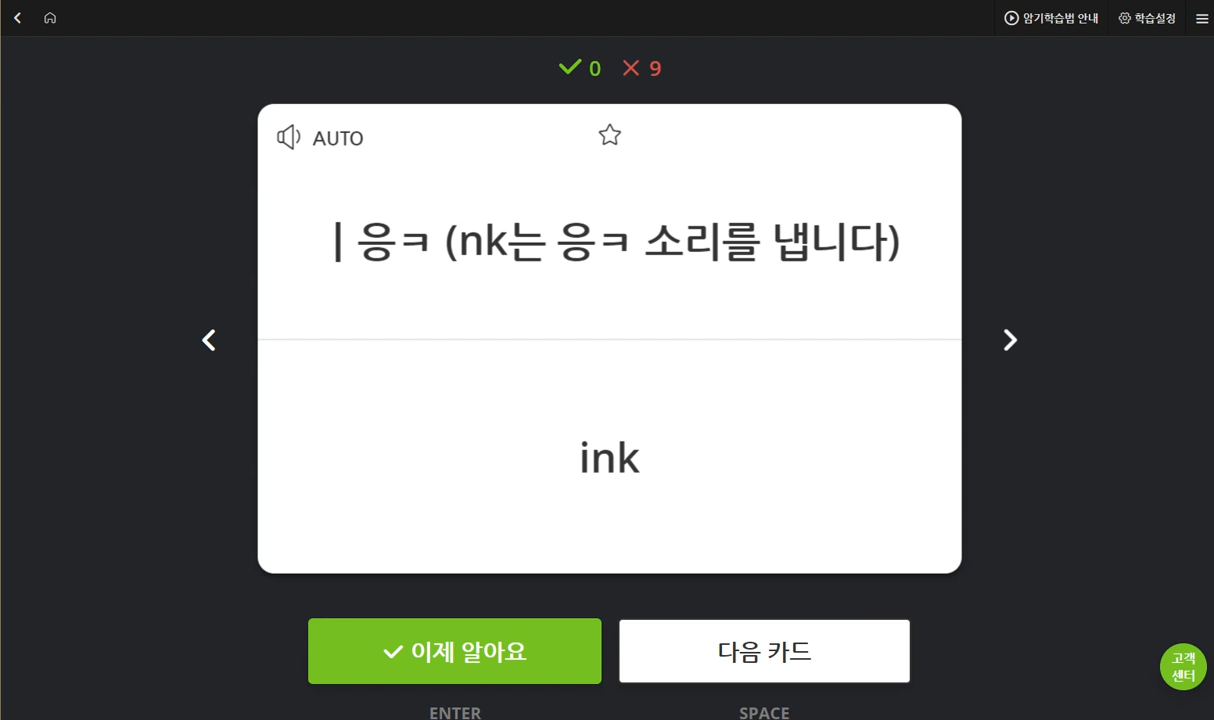 암기학습법 안내 학습설정
0 9
AUTO
ㅣ응ㅋ (nk는 응ㅋ 소리를 냅니다)
ink
이제 알아요 다음 카드
고객
센터
ENTER SPACE